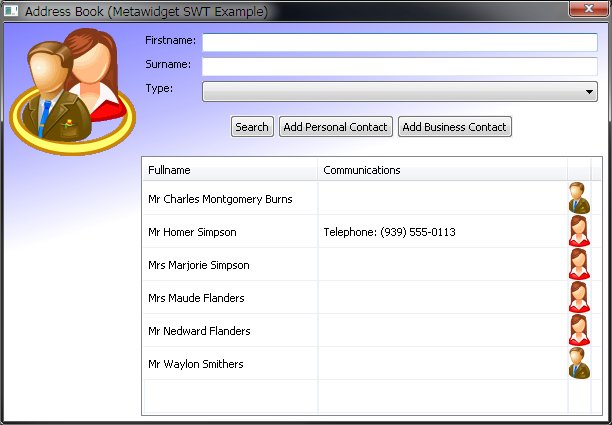 Address Book (Metawidget SWT Example)
Firstname:
Surname:
Type:
Search Add Personal Contact Add Business Contact
Fullname Communications
Mr Charles Montgomery Burns
Mr Homer Simpson Telephone: (939) 555-0113
Mrs Marjorie Simpson
Mrs Maude Flanders
Mr Nedward Flanders
Mr Waylon Smithers